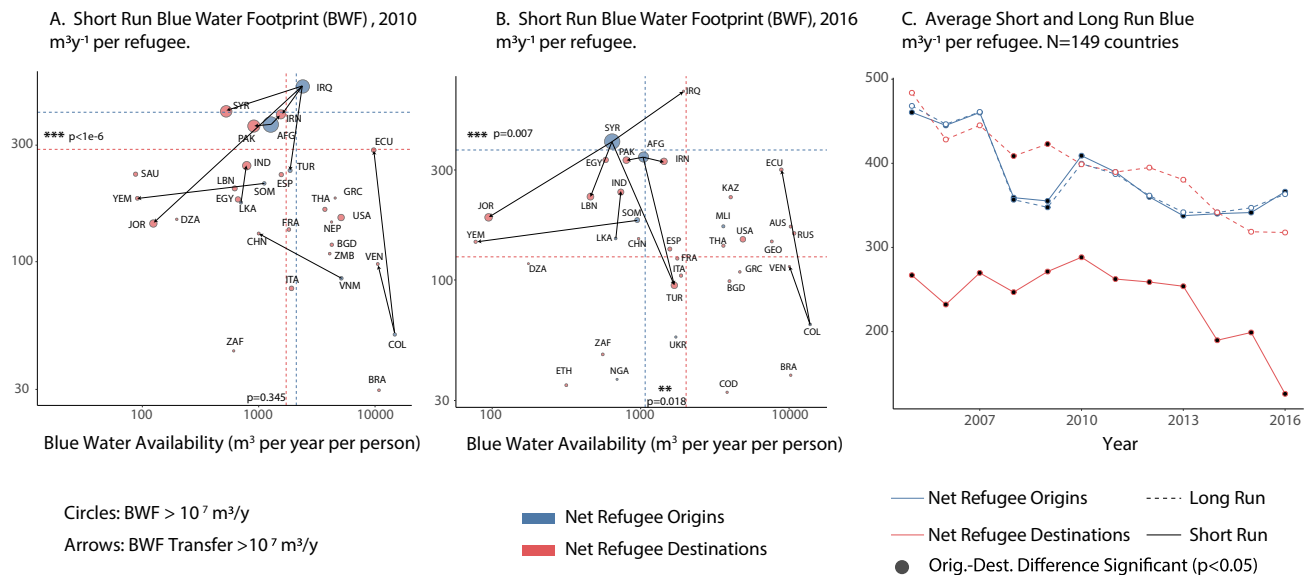 A. Short Run Blue Water Footprint (BWF) , 2010
m³y⁻¹ per refugee.
IRQ
SYR
IRN
PAK
AFG
*** p<1e-6
300
ECU
SAU
IND
TUR
LBN
ESP
YEM
EGY
LKA
SOM
THA
GRC
JOR
DZA
FRA
NEP
USA
CHN
BGD
ZMB
VEN
100
ITA
VNM
ZAF
COL
BRA
30
p=0.345
100
1000
10000
Blue Water Availability (m³ per year per person)
B. Short Run Blue Water Footprint (BWF), 2016
m³y⁻¹ per refugee.
IRQ
SYR
*** p=0.007
PAK
AFG
EGY
IRN
ECU
300
IND
LBN
KAZ
JOR
SOM
MLI
USA
AUS
RUS
YEM
LKA
CHN
ESP
THA
GEO
DZA
FRA
ITA
GRC
VEN
100
TUR
BGD
COL
UKR
ZAF
ETH
NGA
BRA
COD
**
p=0.018
30
100
1000
10000
Blue Water Availability (m³ per year per person)
C. Average Short and Long Run Blue
m³y⁻¹ per refugee. N=149 countries
500
400
300
200
2007
2010
2013
2016
Year
Circles: BWF > 10⁷ m³/y
Arrows: BWF Transfer >10⁷ m³/y
Net Refugee Origins
Net Refugee Destinations
Net Refugee Origins
Long Run
Net Refugee Destinations
Short Run
Orig.-Dest. Difference Significant (p<0.05)